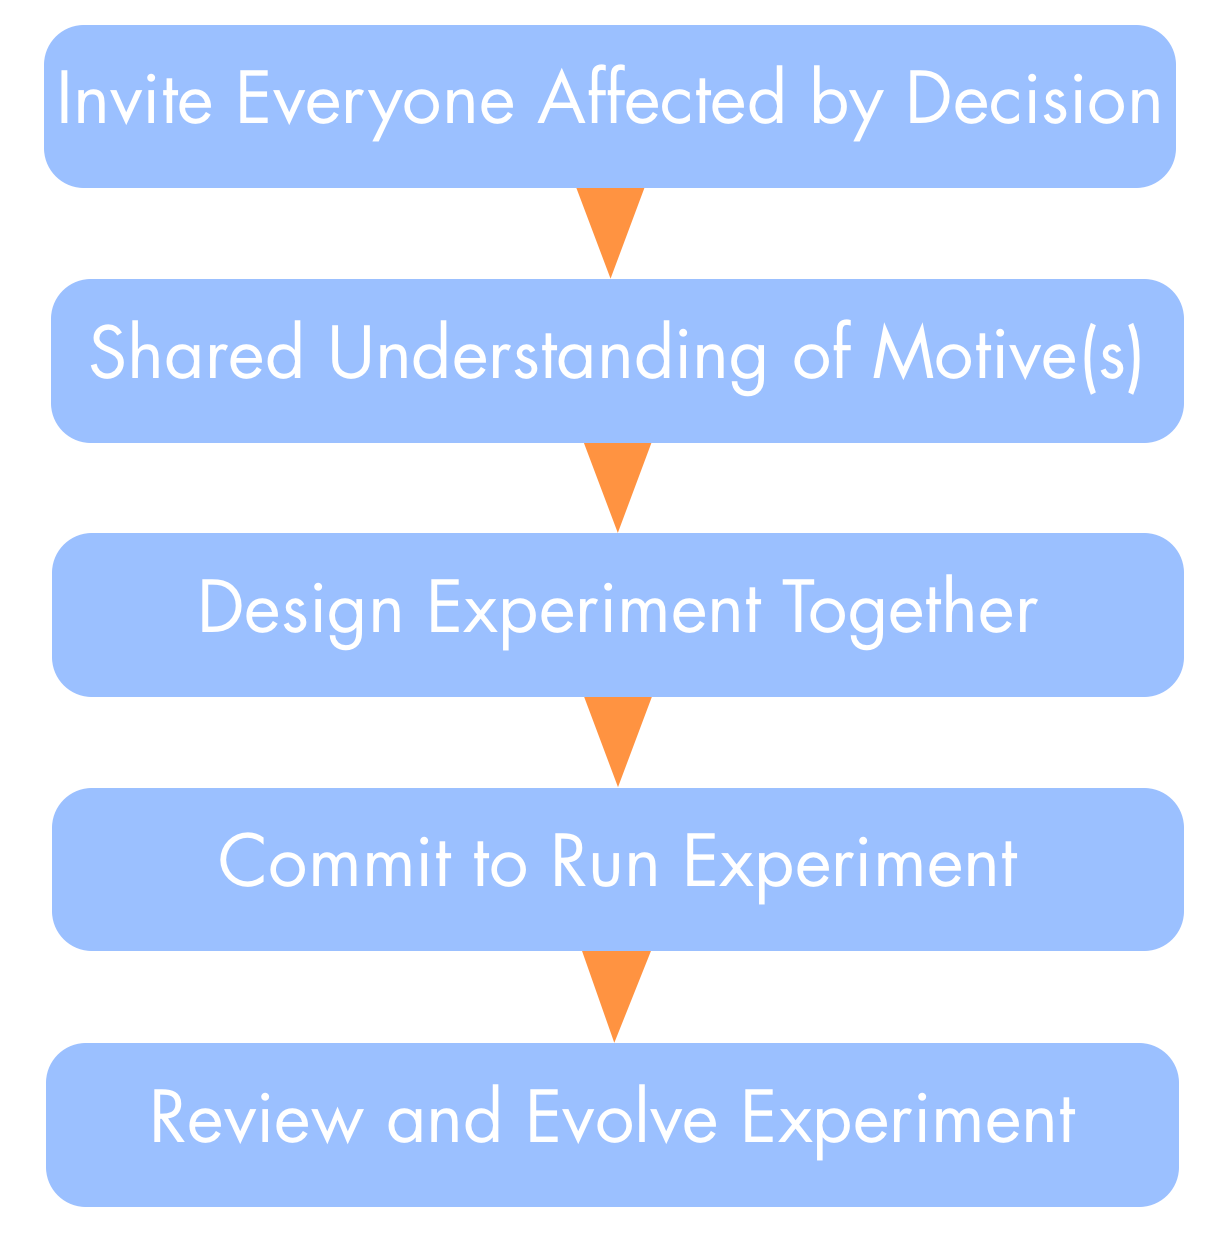 Invite Everyone Affected by Decision
Shared Understanding of Motive(s)
Design Experiment Together
Commit to Run Experiment
Review and Evolve Experiment